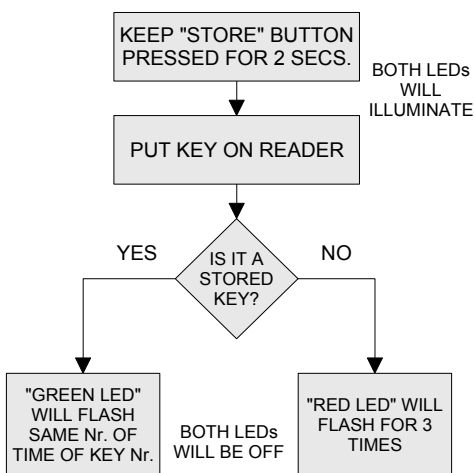 KEEP "STORE" BUTTON
PRESSED FOR 2 SECS.
BOTH LEDs
WILL
ILLUMINATE
PUT KEY ON READER
YES
NO
IS IT A
STORED
KEY?
"GREEN LED"
WILL FLASH
SAME Nr. OF
TIME OF KEY Nr.
BOTH LEDs
WILL BE OFF
"RED LED" WILL
FLASH FOR 3
TIMES